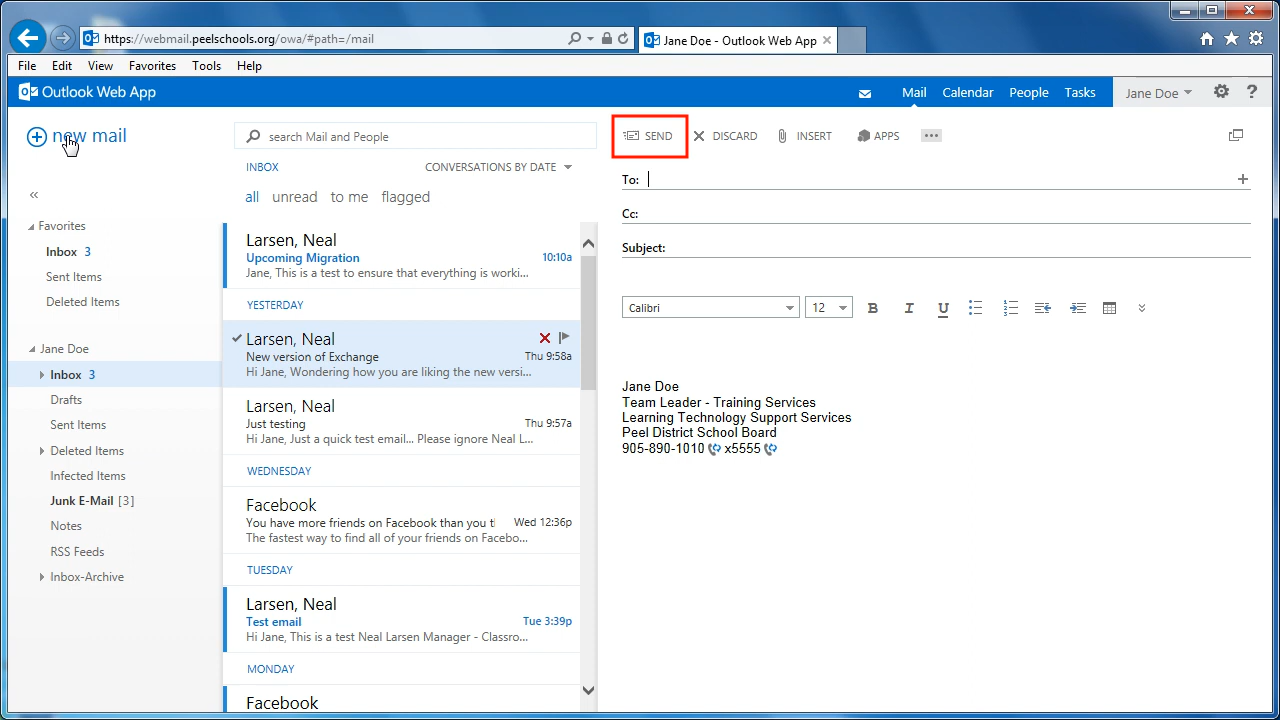 https://webmail.peelschools.org/owa/#path=/mail
Jane Doe - Outlook Web App
File Edit View Favorites Tools Help
Outlook Web App
Mail Calendar People Tasks Jane Doe ?
new mail
search Mail and People
SEND DISCARD INSERT APPS
INBOX CONVERSATIONS BY DATE
all unread to me flagged
Favorites
Inbox 3
Sent Items
Deleted Items
Jane Doe
Inbox 3
Drafts
Sent Items
Deleted Items
Infected Items
Junk E-Mail [3]
Notes
RSS Feeds
Inbox-Archive
Larsen, Neal
Upcoming Migration 10:10a
Jane, This is a test to ensure that everything is worki...
YESTERDAY
Larsen, Neal
New version of Exchange Thu 9:58a
Hi Jane, Wondering how you are liking the new versi...
Larsen, Neal
Just testing Thu 9:57a
Hi Jane, Just a quick test email... Please ignore Neal L...
WEDNESDAY
Facebook
You have more friends on Facebook than you t Wed 12:36p
The fastest way to find all of your friends on Facebo...
TUESDAY
Larsen, Neal
Test email Tue 3:39p
Hi Jane, This is a test Neal Larsen Manager - Classro...
MONDAY
Facebook
To:
Cc:
Subject:
Calibri 12 B I U
Jane Doe
Team Leader - Training Services
Learning Technology Support Services
Peel District School Board
905-890-1010 x5555